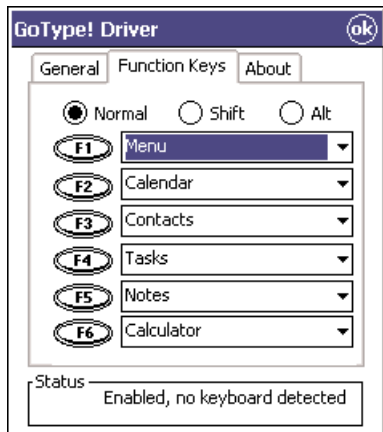 GoType! Driver ok
General Function Keys About
Normal Shift Alt
F1 Menu
F2 Calendar
F3 Contacts
F4 Tasks
F5 Notes
F6 Calculator
Status
Enabled, no keyboard detected